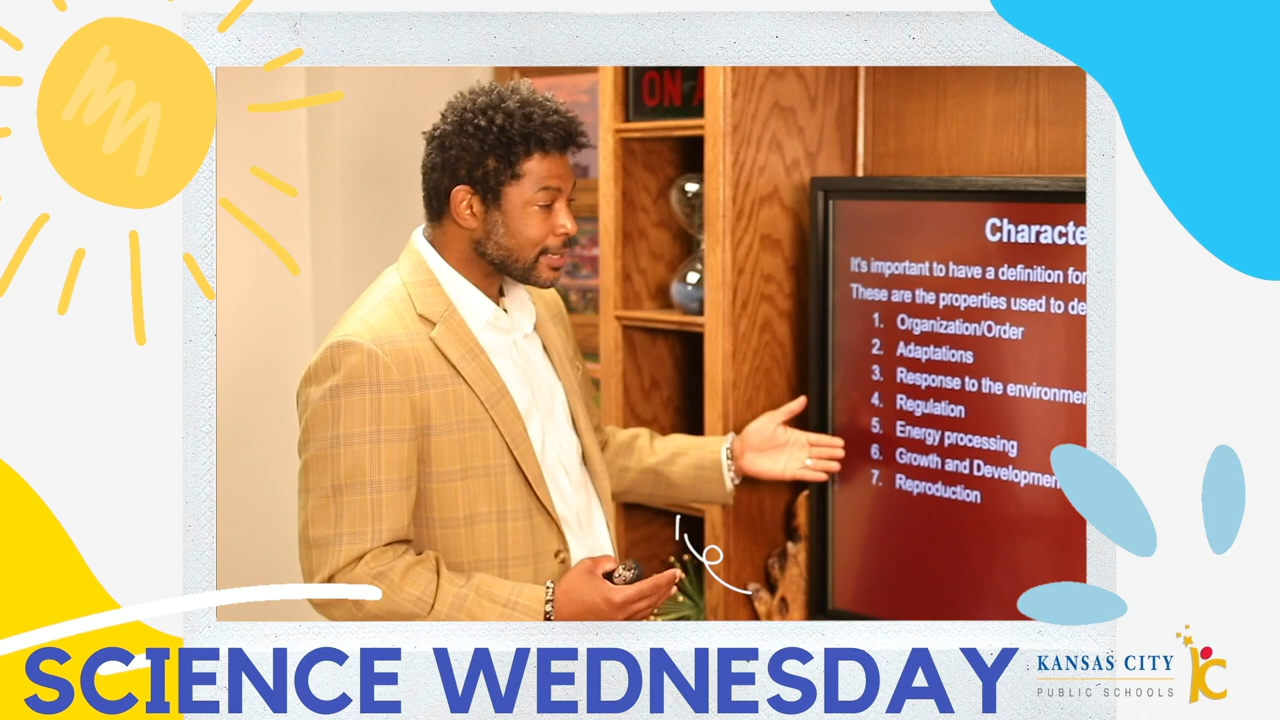 ON A
Characte
It's important to have a definition for
These are the properties used to de
1. Organization/Order
2. Adaptations
3. Response to the environmen
4. Regulation
5. Energy processing
6. Growth and Developmen
7. Reproduction
SCIENCE WEDNESDAY
KANSAS CITY
PUBLIC SCHOOLS
KC